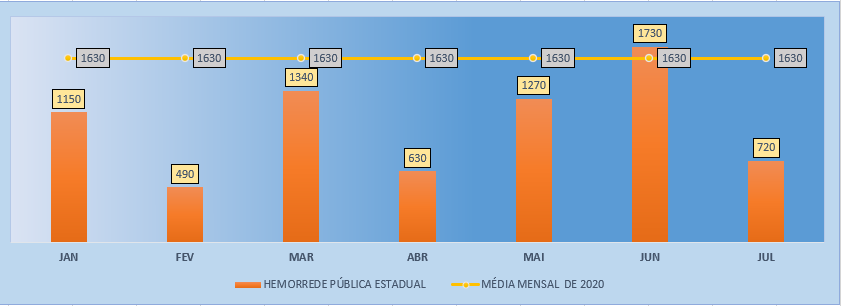 1730
1630 1630 1630 1630 1630 1630 1630
1340
1270
1150
720
630
490
JAN FEV MAR ABR MAI JUN JUL
HEMORREDE PÚBLICA ESTADUAL MÉDIA MENSAL DE 2020